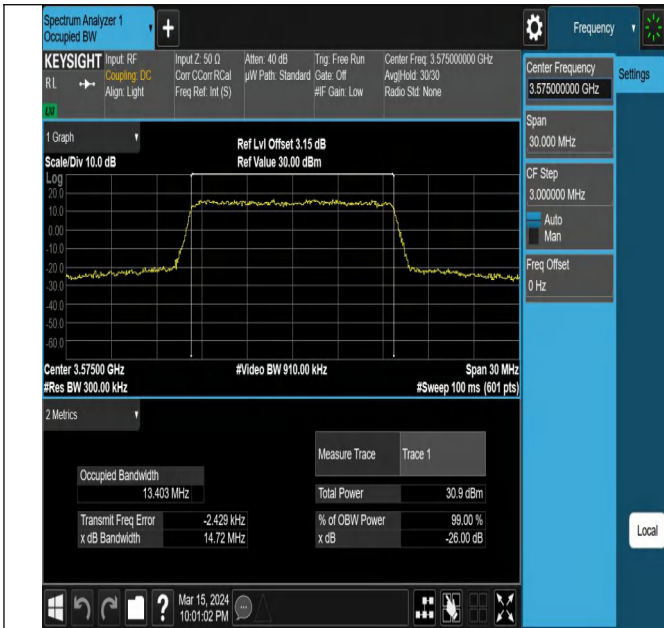 Spectrum Analyzer 1
Occupied BW
+
Frequency
KEYSIGHT
RL
LXI
Input: RF
Coupling: DC
Align: Light
Input Z: 50 Ω
Corr CCorr RCal
Freq Ref: Int (S)
Atten: 40 dB
µW Path: Standard
Trig: Free Run
Gate: Off
#IF Gain: Low
Center Freq: 3.575000000 GHz
Avg|Hold: 30/30
Radio Std: None
Center Frequency
3.575000000 GHz
Settings
Span
30.000 MHz
CF Step
3.000000 MHz
Auto
Man
Freq Offset
0 Hz
Local
1 Graph
Scale/Div 10.0 dB
Ref Lvl Offset 3.15 dB
Ref Value 30.00 dBm
Log
20.0
10.0
0.00
-10.0
-20.0
-30.0
-40.0
-50.0
-60.0
Center 3.57500 GHz
#Video BW 910.00 kHz
Span 30 MHz
#Res BW 300.00 kHz
#Sweep 100 ms (601 pts)
2 Metrics
Measure Trace Trace 1
Occupied Bandwidth
13.403 MHz
Total Power 30.9 dBm
Transmit Freq Error -2.429 kHz
% of OBW Power 99.00 %
x dB Bandwidth 14.72 MHz
x dB -26.00 dB
?
Mar 15, 2024
10:01:02 PM